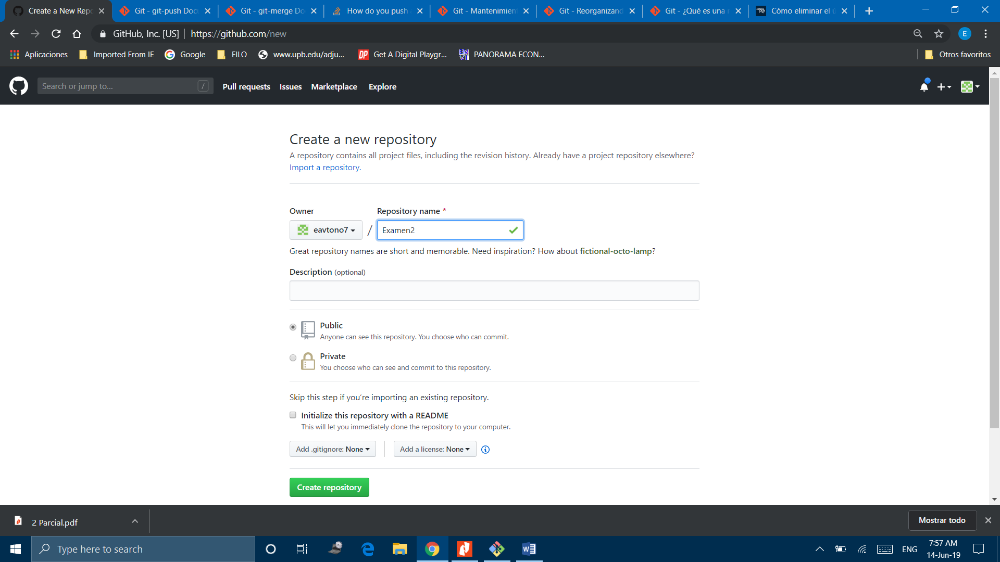 Create a New Repo
Git - git-push Docu
Git - git-merge Do
How do you push a
Git - Mantenimien
Git - Reorganizand
Git - ¿Qué es una r
Cómo eliminar el ú
GitHub, Inc. [US]
https://github.com/new
E
Aplicaciones
Imported From IE
Google
FILO
www.upb.edu/adju...
Get A Digital Playgr...
PANORAMA ECON...
Otros favoritos
Search or jump to...
/
Pull requests
Issues
Marketplace
Explore
Create a new repository
A repository contains all project files, including the revision history. Already have a project repository elsewhere?
Import a repository.
Owner
Repository name *
eavtono7
/
Examen2
Great repository names are short and memorable. Need inspiration? How about fictional-octo-lamp?
Description (optional)
Public
Anyone can see this repository. You choose who can commit.
Private
You choose who can see and commit to this repository.
Skip this step if you're importing an existing repository.
Initialize this repository with a README
This will let you immediately clone the repository to your computer.
Add .gitignore: None
Add a license: None
Create repository
2 Parcial.pdf
Mostrar todo
Type here to search
ENG
7:57 AM
14-Jun-19